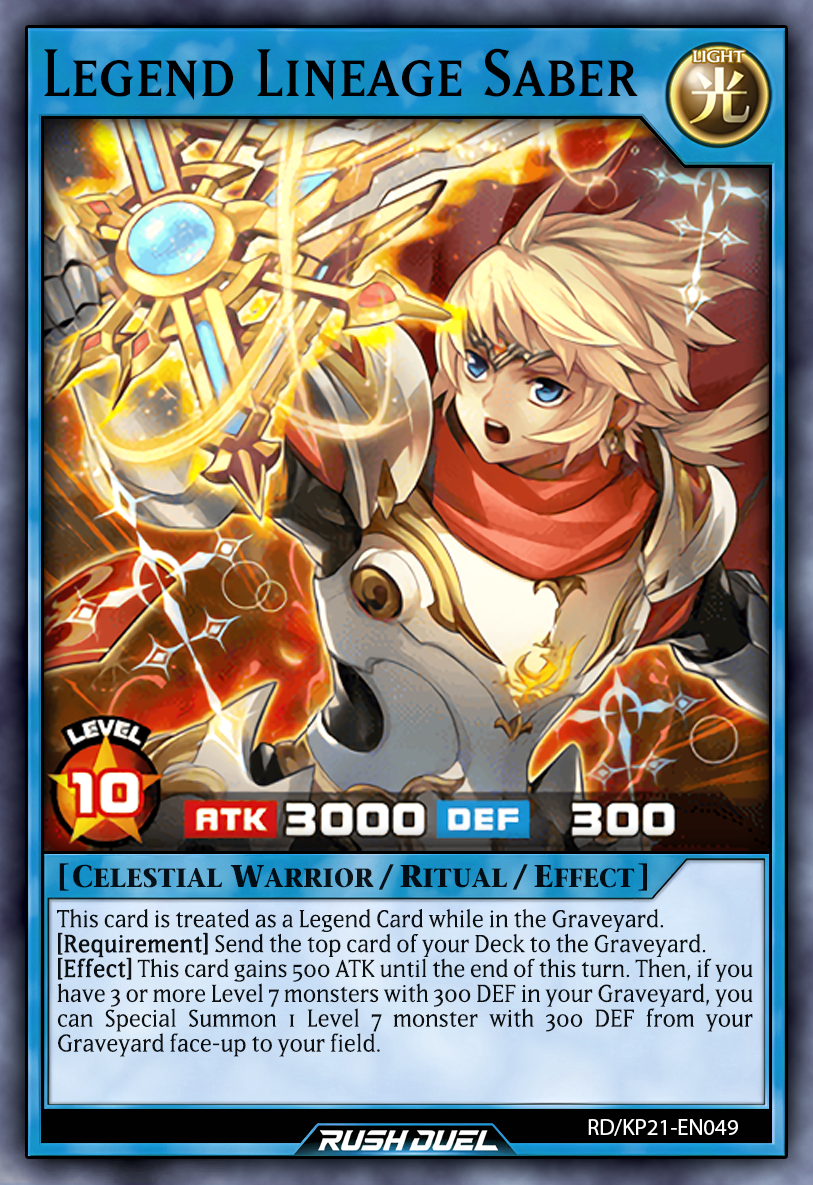 Legend Lineage Saber
LIGHT
光
LEVEL
10
ATK 3000 DEF 300
[Celestial Warrior / Ritual / Effect]
This card is treated as a Legend Card while in the Graveyard.
[Requirement] Send the top card of your Deck to the Graveyard.
[Effect] This card gains 500 ATK until the end of this turn. Then, if you
have 3 or more Level 7 monsters with 300 DEF in your Graveyard, you
can Special Summon 1 Level 7 monster with 300 DEF from your
Graveyard face-up to your field.
RD/KP21-EN049
RUSH DUEL